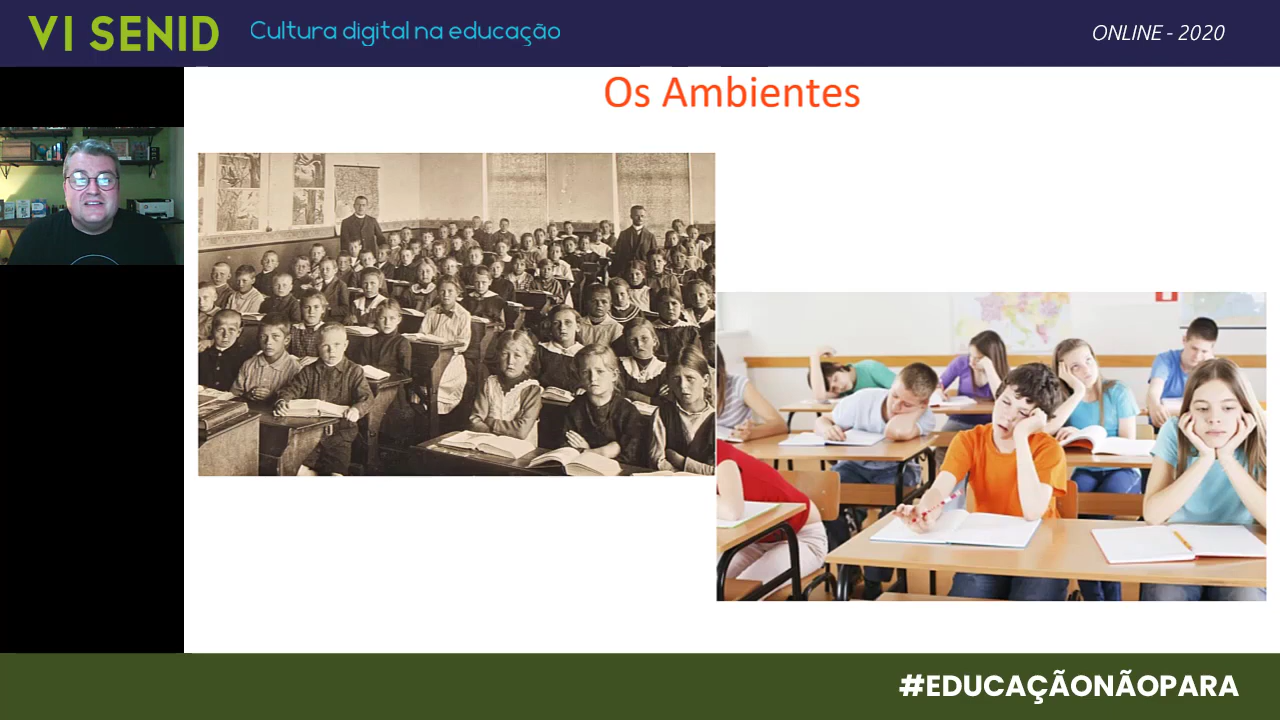 VI SENID
Cultura digital na educação
ONLINE - 2020
Os Ambientes
#EDUCAÇÃONÃOPARA